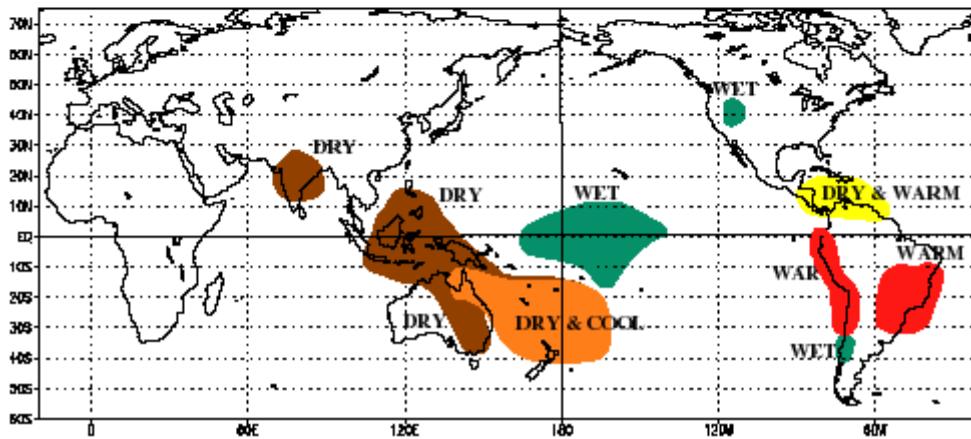 70N
60N
50N
WET
40N
30N
DRY
20N
DRY
WET
DRY & WARM
10N
EQ
WARM
10S
WAR
20S
30S
DRY
DRY & COOL
WET
40S
50S
60S
0
60E
120E
180
120W
60W